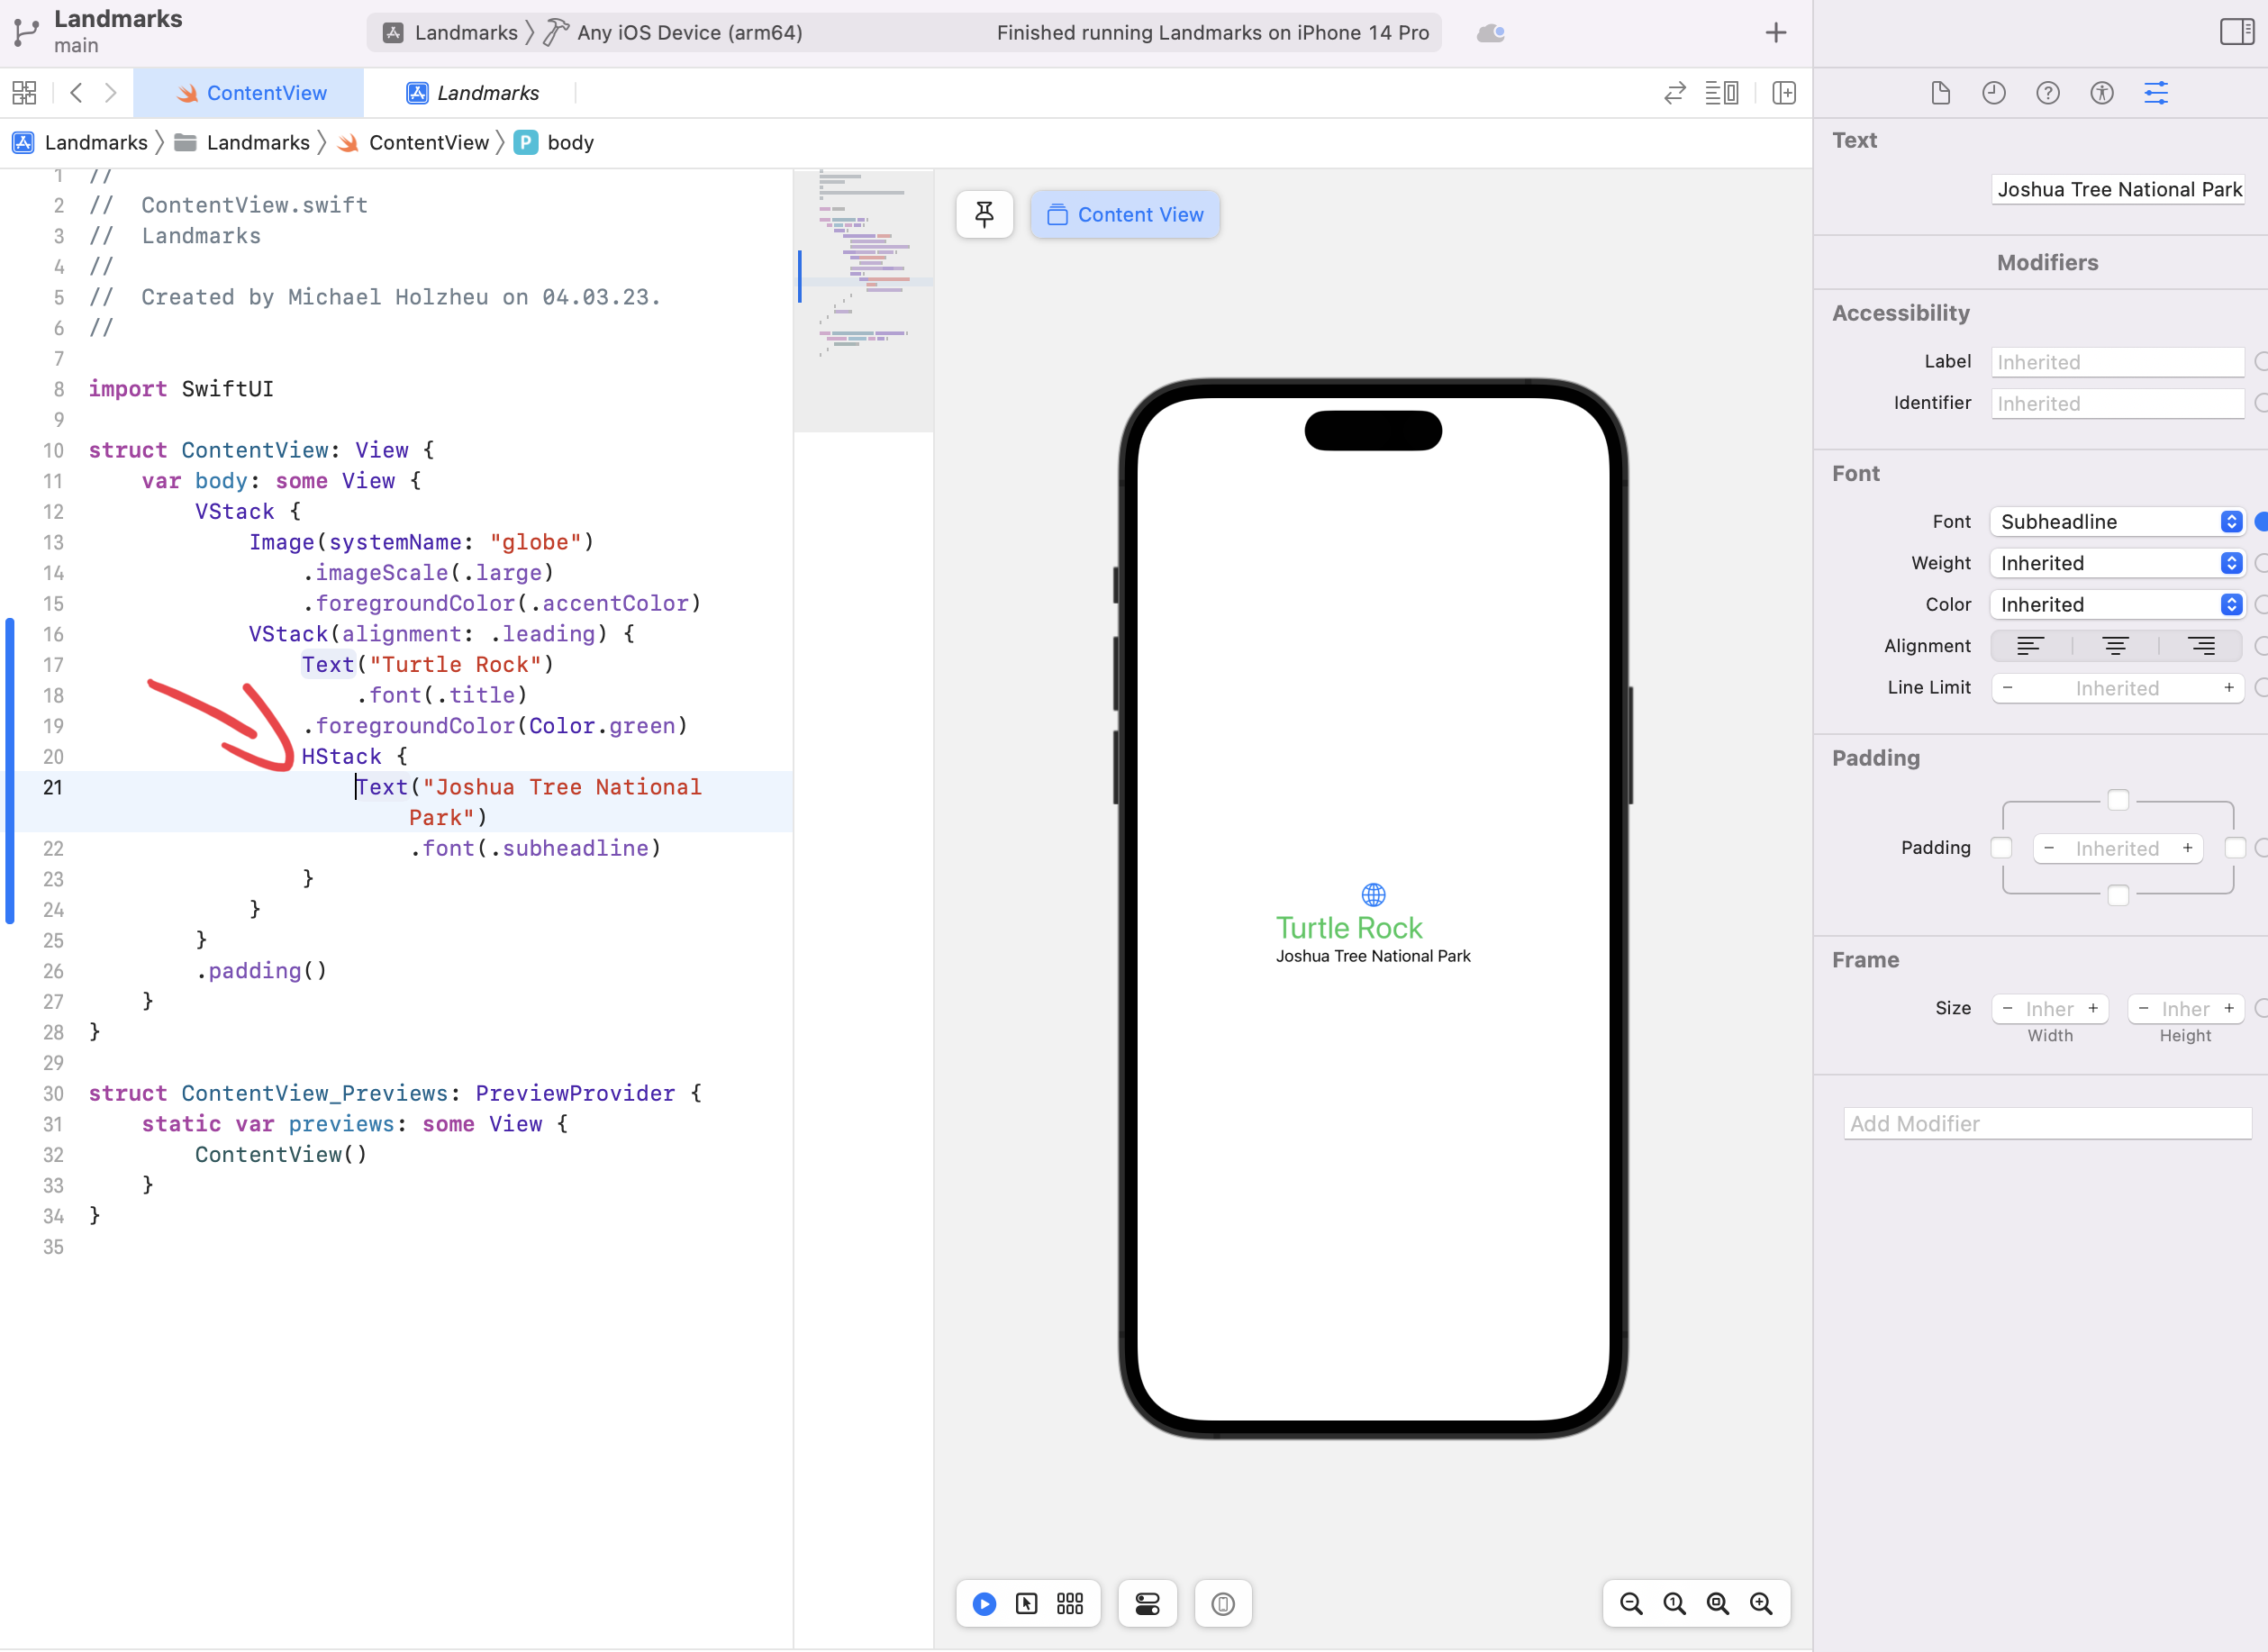 Landmarks
main
Landmarks
Any iOS Device (arm64)
Finished running Landmarks on iPhone 14 Pro
ContentView
Landmarks
Landmarks
Landmarks
ContentView
P
body
1 //
2 //  ContentView.swift
3 //  Landmarks
4 //
5 //  Created by Michael Holzheu on 04.03.23.
6 //
7
8 import SwiftUI
9
10 struct ContentView: View {
11     var body: some View {
12         VStack {
13             Image(systemName: "globe")
14                 .imageScale(.large)
15                 .foregroundColor(.accentColor)
16             VStack(alignment: .leading) {
17                 Text("Turtle Rock")
18                     .font(.title)
19                 .foregroundColor(Color.green)
20                 HStack {
21                     Text("Joshua Tree National
Park")
22                         .font(.subheadline)
23                 }
24             }
25         }
26         .padding()
27     }
28 }
29
30 struct ContentView_Previews: PreviewProvider {
31     static var previews: some View {
32         ContentView()
33     }
34 }
35
Content View
Turtle Rock
Joshua Tree National Park
Text
Joshua Tree National Park
Modifiers
Accessibility
Label Inherited
Identifier Inherited
Font
Font Subheadline
Weight Inherited
Color Inherited
Alignment
Line Limit − Inherited +
Padding
Padding − Inherited +
Frame
Size − Inher + − Inher +
Width Height
Add Modifier